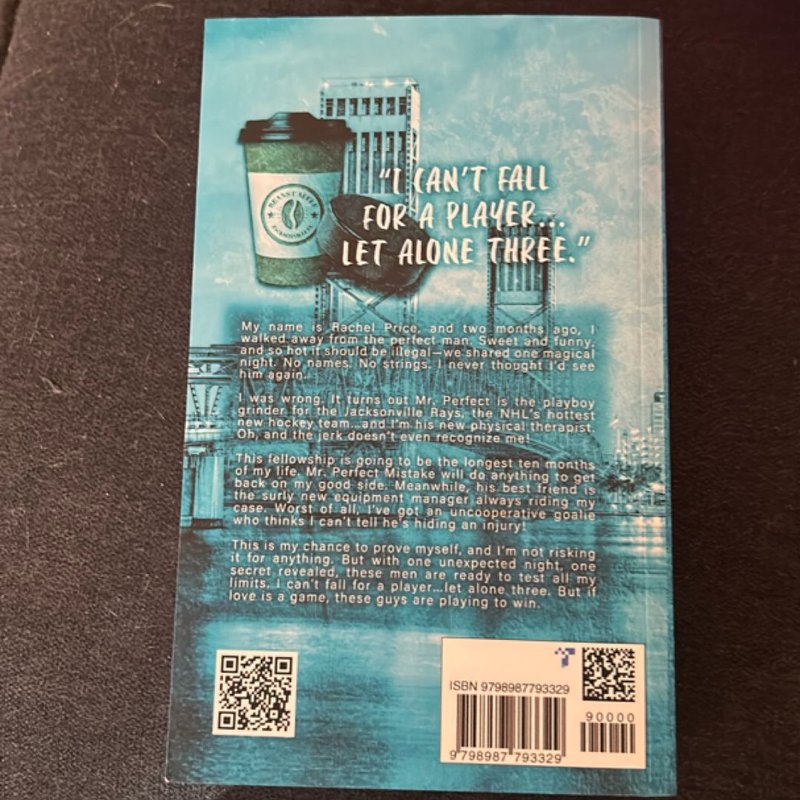 "I CAN'T FALL
FOR A PLAYER...
LET ALONE THREE."
My name is Rachel Price, and two months ago, I
walked away from the perfect man. Sweet and funny,
and so hot it should be illegal—we shared one magical
night. No names. No strings. I never thought I'd see
him again.
I was wrong. It turns out Mr. Perfect is the playboy
grinder for the Jacksonville Rays, the NHL's hottest
new hockey team...and I'm his new physical therapist.
Oh, and the jerk doesn't even recognize me!
This fellowship is going to be the longest ten months
of my life. Mr. Perfect Mistake will do anything to get
back on my good side. Meanwhile, his best friend is
the surly new equipment manager always riding my
case. Worst of all, I've got an uncooperative goalie
who thinks I can't tell he's hiding an injury!
This is my chance to prove myself, and I'm not risking
it for anything. But with one unexpected night, one
secret revealed, these men are ready to test all my
limits. I can't fall for a player...let alone three. But if
love is a game, these guys are playing to win.
ISBN 9798987793329
90000
9 798987 793329